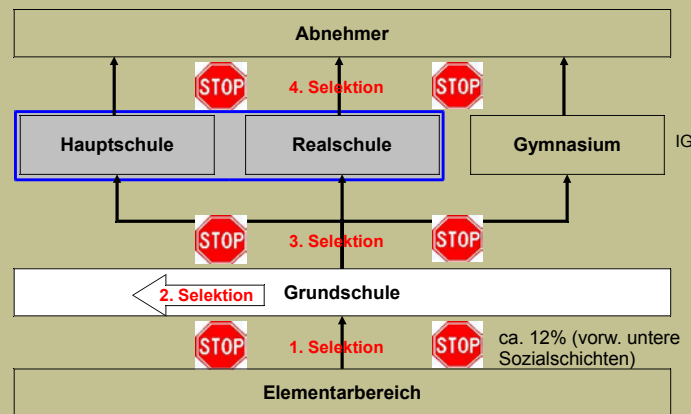 Abnehmer
STOP 4. Selektion STOP
Hauptschule Realschule Gymnasium IG
STOP 3. Selektion STOP
2. Selektion Grundschule
STOP 1. Selektion STOP ca. 12% (vorw. untere
Sozialschichten)
Elementarbereich